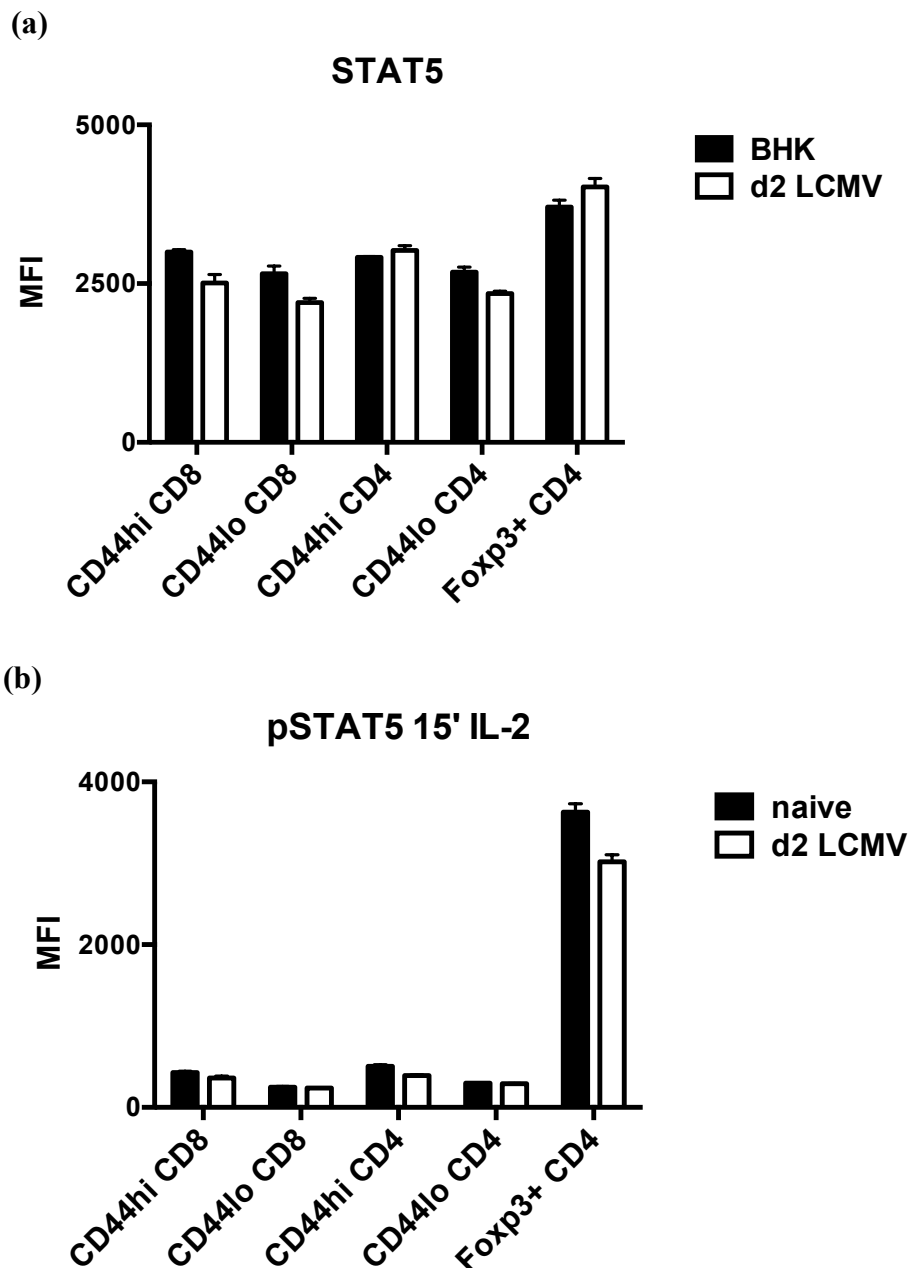 (a)
STAT5
5000
2500
0
MFI
BHK
d2 LCMV
CD44hi CD8
CD44lo CD8
CD44hi CD4
CD44lo CD4
Foxp3+ CD4
(b)
pSTAT5 15' IL-2
4000
2000
0
MFI
naive
d2 LCMV
CD44hi CD8
CD44lo CD8
CD44hi CD4
CD44lo CD4
Foxp3+ CD4